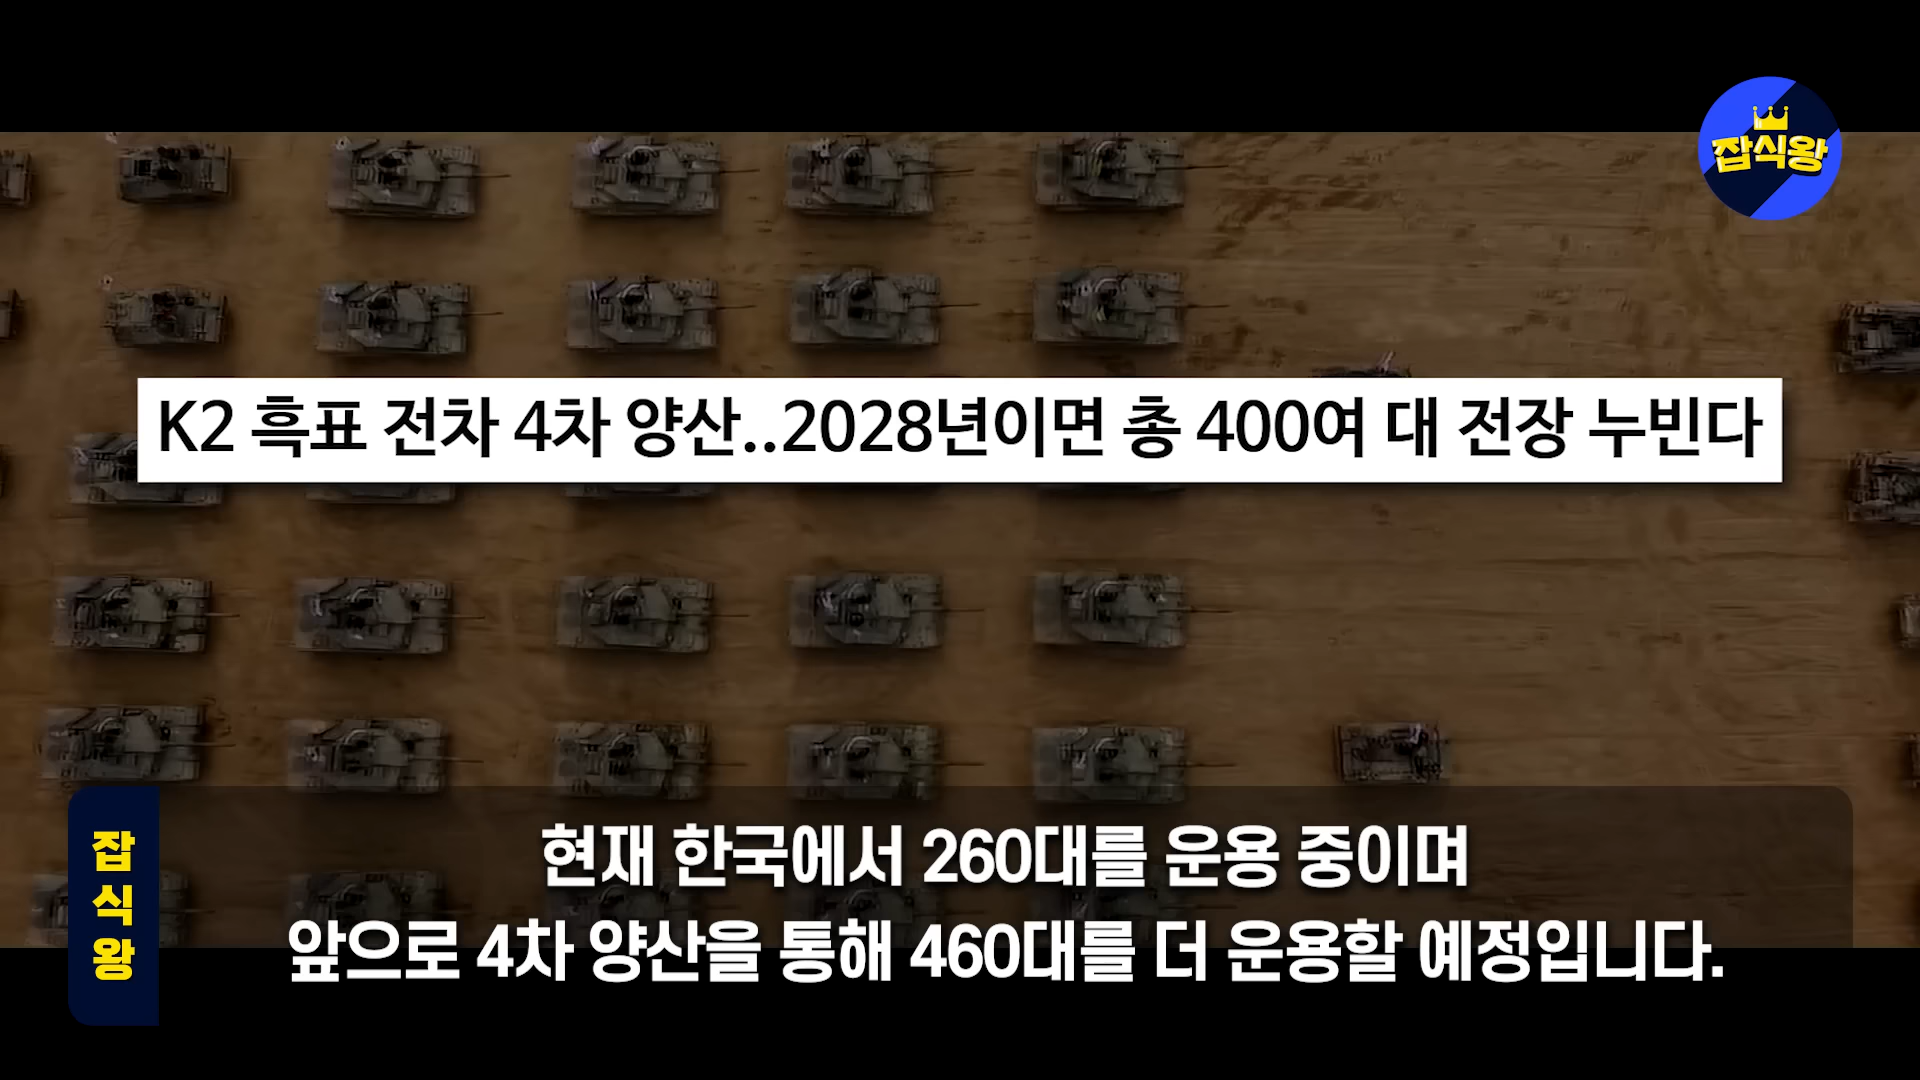 잡식왕
K2 흑표 전차 4차 양산..2028년이면 총 400여 대 전장 누빈다
잡식왕
현재 한국에서 260대를 운용 중이며
앞으로 4차 양산을 통해 460대를 더 운용할 예정입니다.